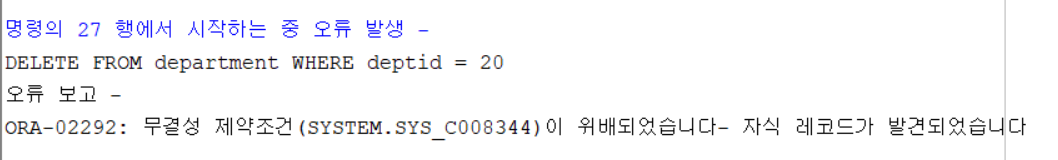 명령의 27 행에서 시작하는 중 오류 발생 -
DELETE FROM department WHERE deptid = 20
오류 보고 -
ORA-02292: 무결성 제약조건(SYSTEM.SYS_C008344)이 위배되었습니다- 자식 레코드가 발견되었습니다